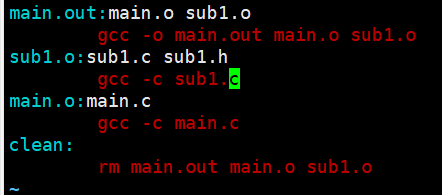 main.out:main.o sub1.o
        gcc -o main.out main.o sub1.o
sub1.o:sub1.c sub1.h
        gcc -c sub1.c
main.o:main.c
        gcc -c main.c
clean:
        rm main.out main.o sub1.o
~